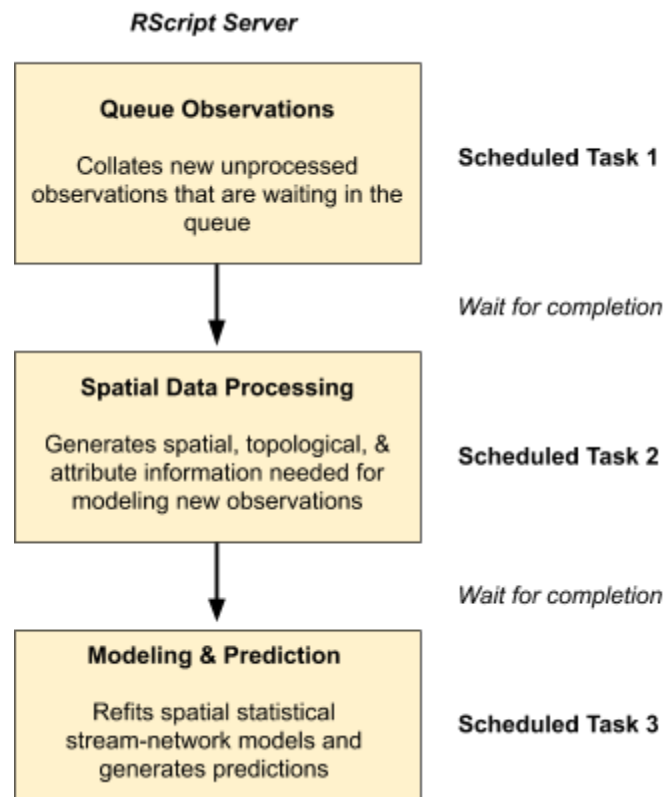 RScript Server
Queue Observations
Collates new unprocessed
observations that are waiting in the
queue
Scheduled Task 1
Wait for completion
Spatial Data Processing
Generates spatial, topological, &
attribute information needed for
modeling new observations
Scheduled Task 2
Wait for completion
Modeling & Prediction
Refits spatial statistical
stream-network models and
generates predictions
Scheduled Task 3